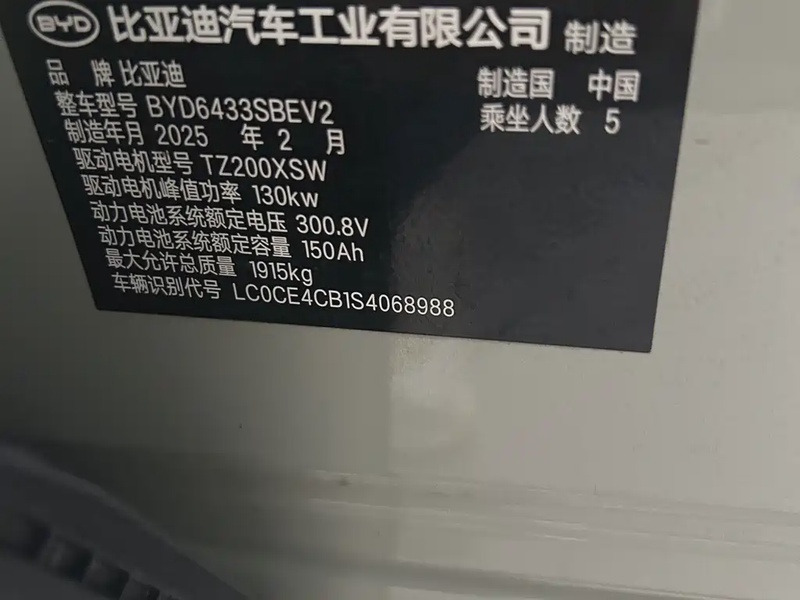 BYD 比亚迪汽车工业有限公司 制造
品 牌 比亚迪 制造国 中国
整车型号 BYD6433SBEV2 乘坐人数 5
制造年月 2025 年 2 月
驱动电机型号 TZ200XSW
驱动电机峰值功率 130kw
动力电池系统额定电压 300.8V
动力电池系统额定容量 150Ah
最大允许总质量 1915kg
车辆识别代号 LC0CE4CB1S4068988